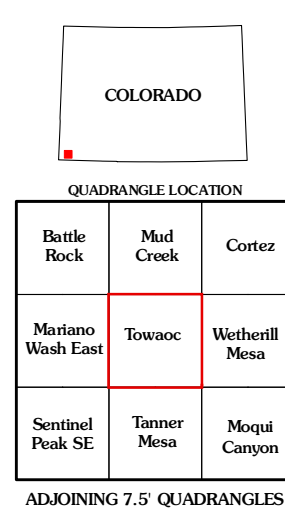 COLORADO
QUADRANGLE LOCATION
Battle
Rock
Mud
Creek
Cortez
Mariano
Wash East
Towaoc
Wetherill
Mesa
Sentinel
Peak SE
Tanner
Mesa
Moqui
Canyon
ADJOINING 7.5' QUADRANGLES